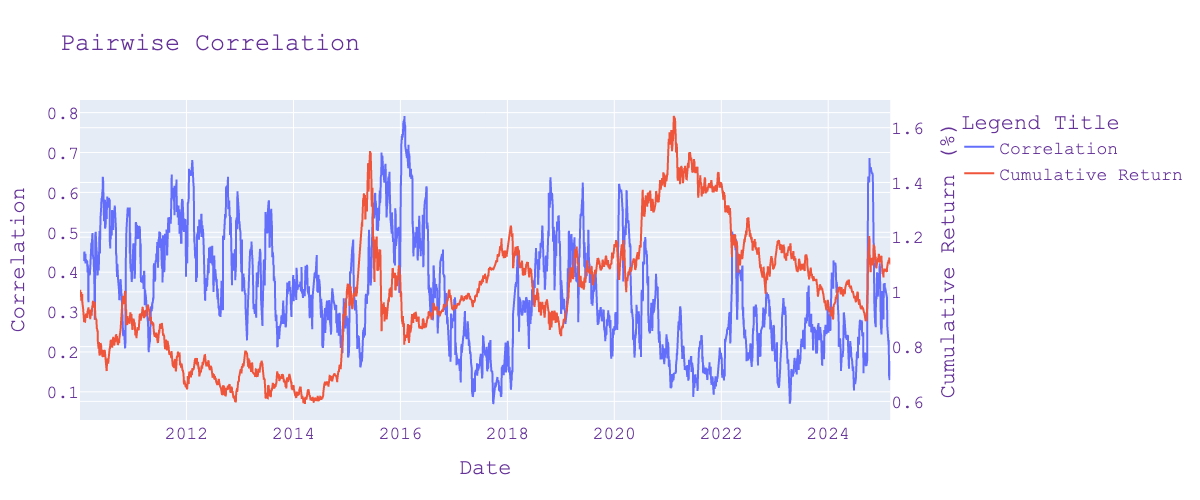 Pairwise Correlation
Legend Title
Correlation
Cumulative Return
Correlation
0.8
0.7
0.6
0.5
0.4
0.3
0.2
0.1
1.6
1.4
1.2
1
0.8
0.6
Cumulative Return (%)
2012 2014 2016 2018 2020 2022 2024
Date